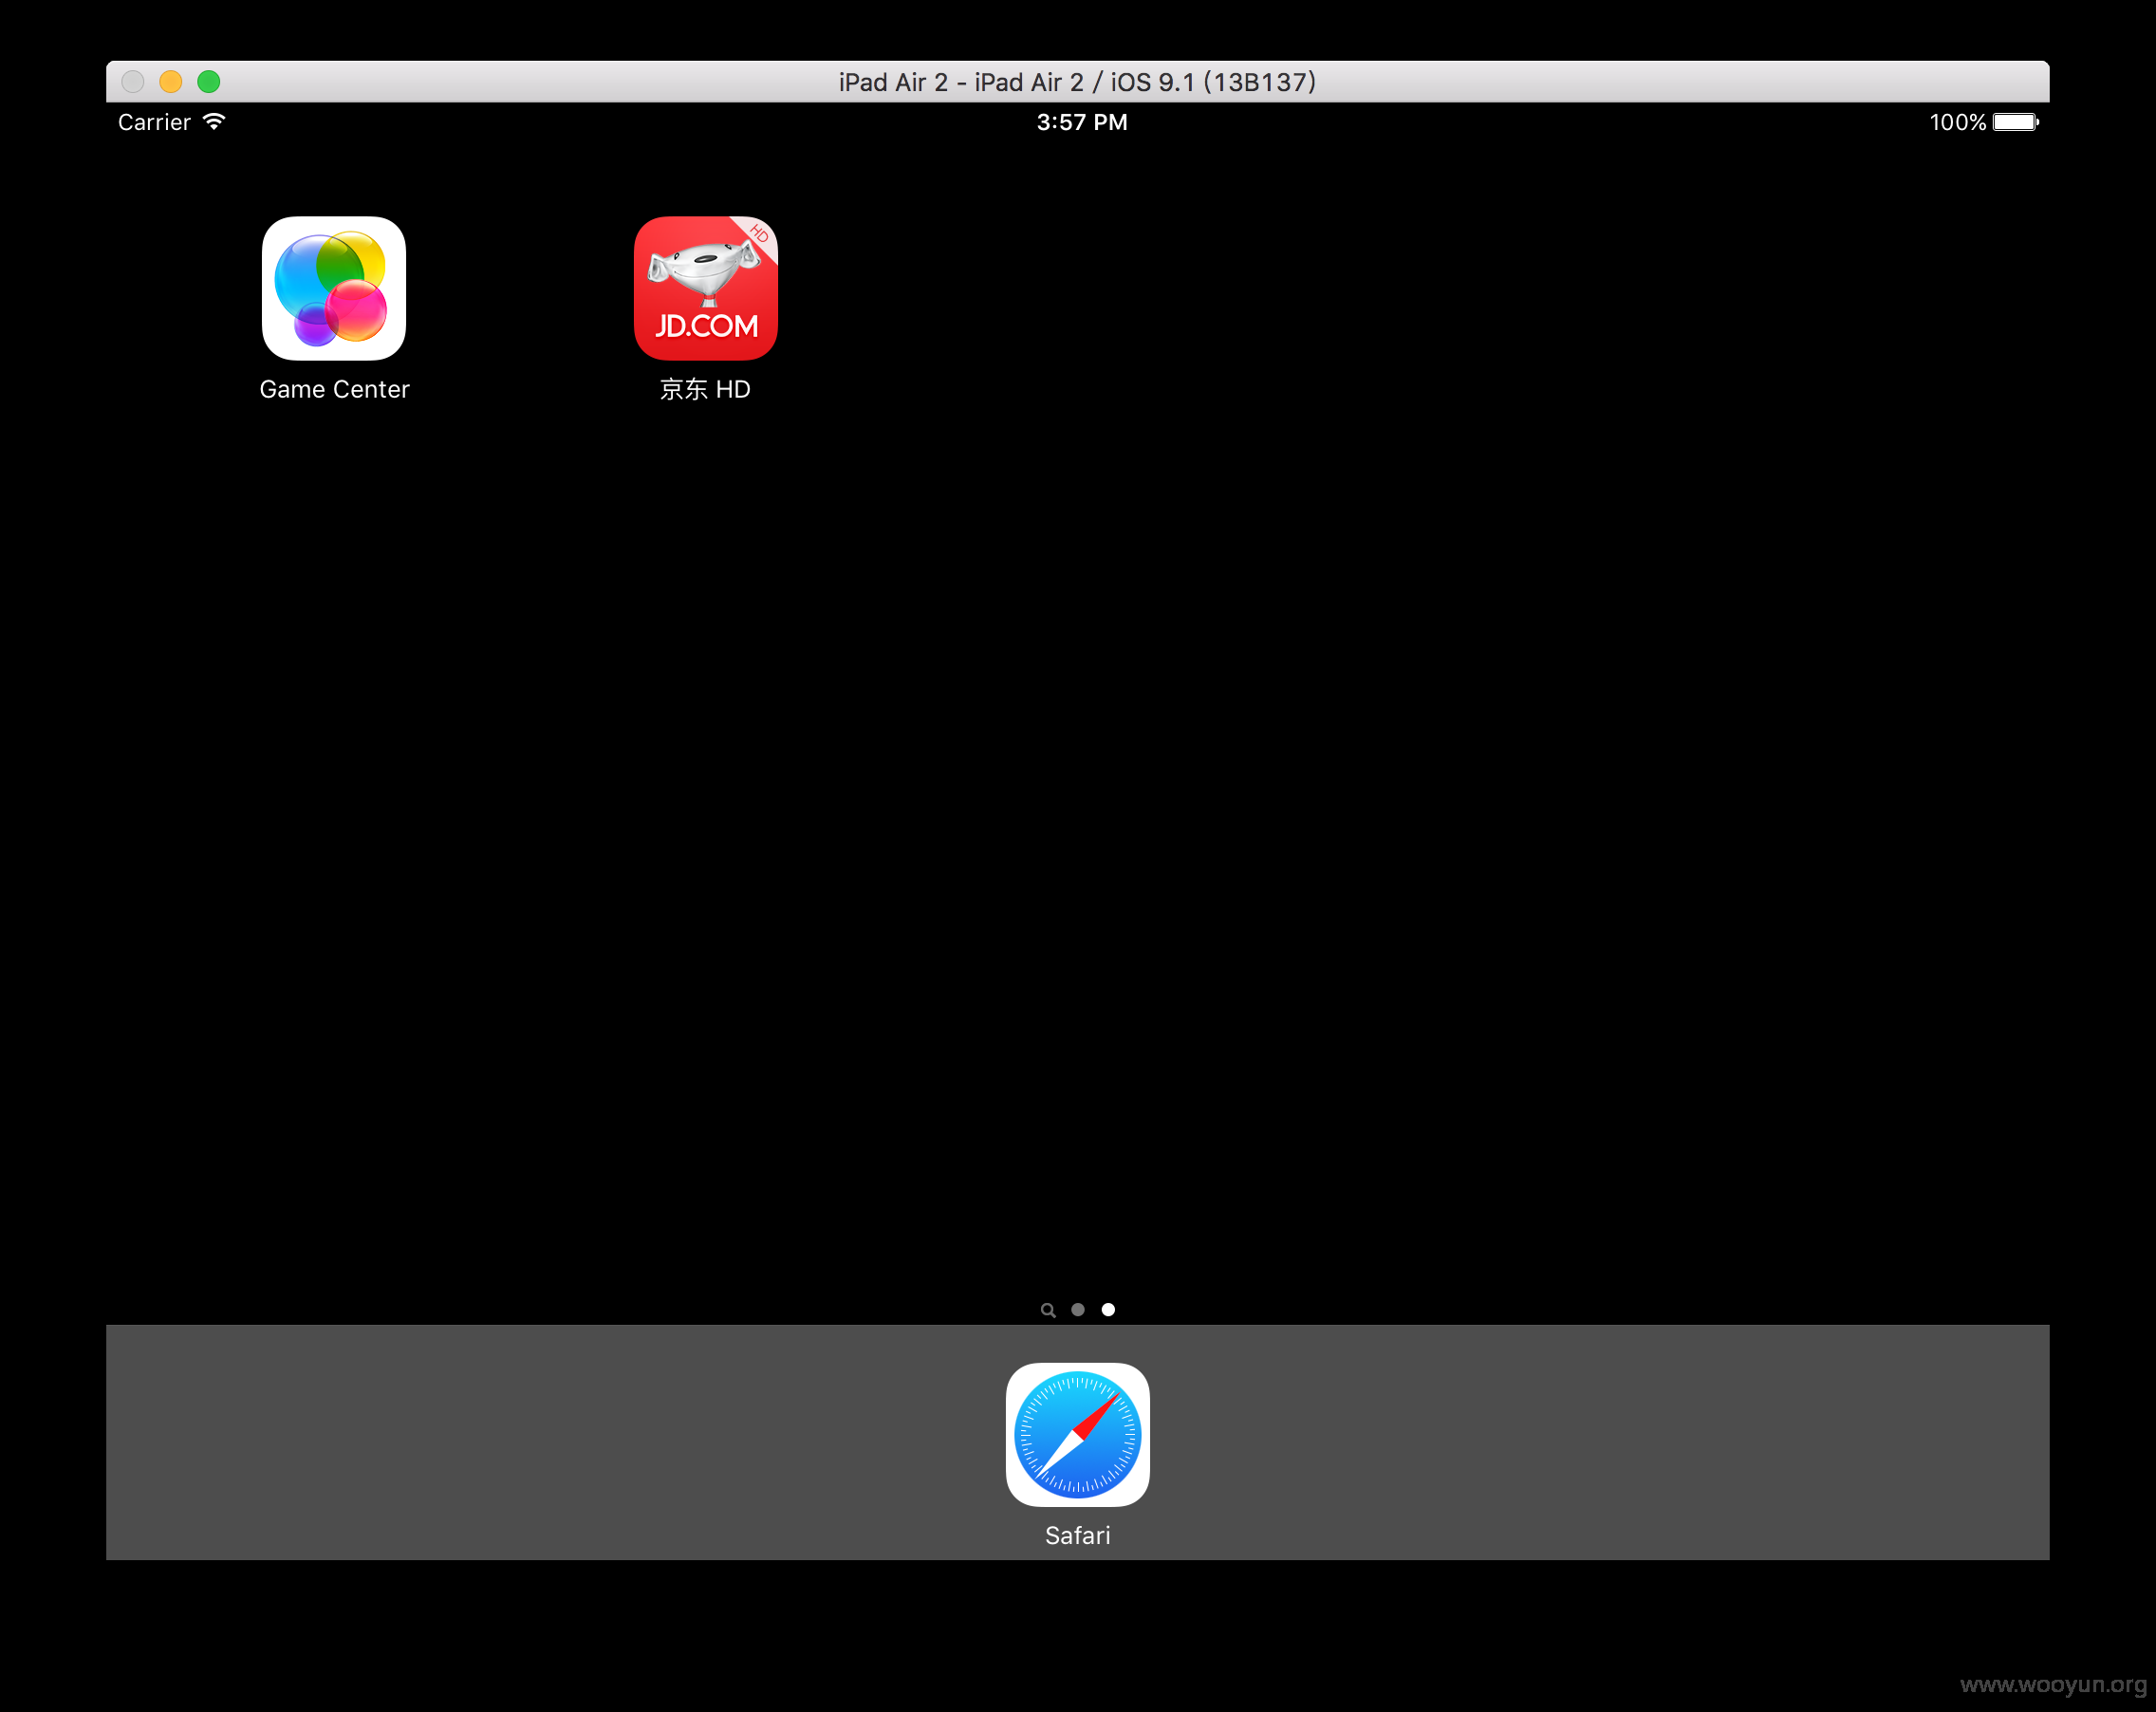 iPad Air 2 - iPad Air 2 / iOS 9.1 (13B137)
Carrier 3:57 PM 100%
HD
JD.COM
Game Center 京东 HD
Safari
www.wooyun.org